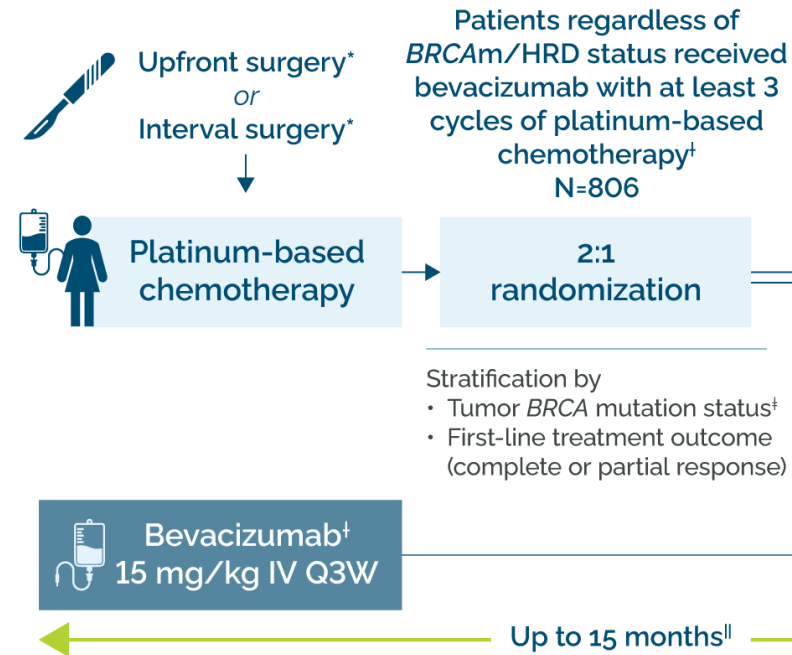 Upfront surgery*
or
Interval surgery*
Patients regardless of
BRCAm/HRD status received
bevacizumab with at least 3
cycles of platinum-based
chemotherapy†
N=806
Platinum-based
chemotherapy
2:1
randomization
Stratification by
• Tumor BRCA mutation status‡
• First-line treatment outcome
(complete or partial response)
Bevacizumab†
15 mg/kg IV Q3W
Up to 15 months||